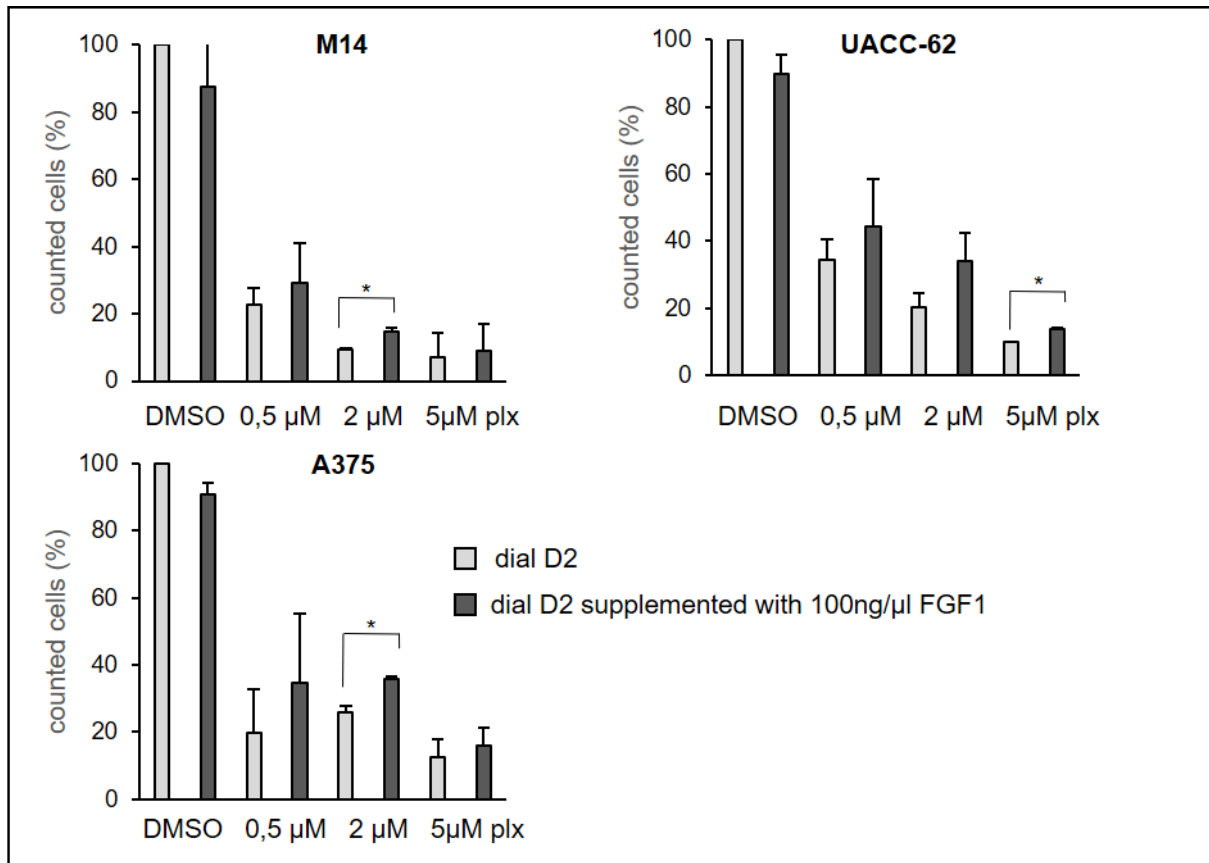 M14
counted cells (%)
100
80
60
40
20
0
*
DMSO 0,5 µM 2 µM 5µM plx
UACC-62
counted cells (%)
100
80
60
40
20
0
*
DMSO 0,5 µM 2 µM 5µM plx
A375
counted cells (%)
100
80
60
40
20
0
*
DMSO 0,5 µM 2 µM 5µM plx
dial D2
dial D2 supplemented with 100ng/µl FGF1